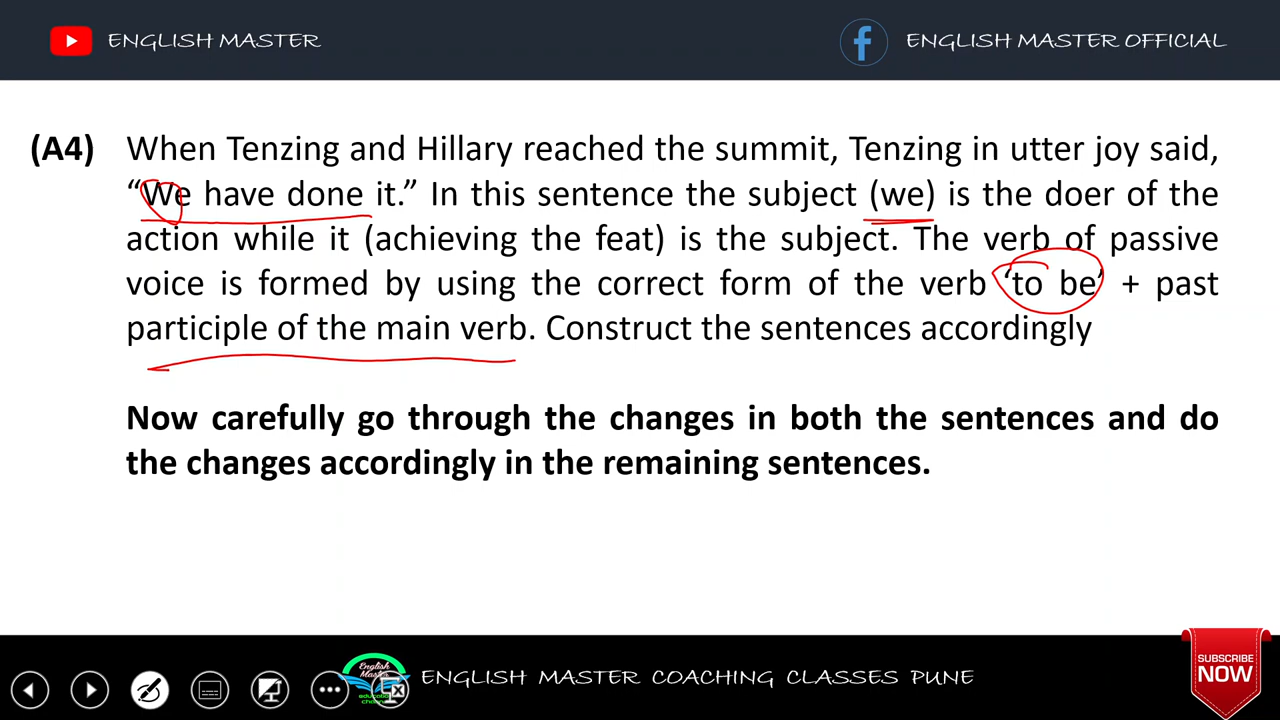 ENGLISH MASTER
ENGLISH MASTER OFFICIAL
(A4) When Tenzing and Hillary reached the summit, Tenzing in utter joy said,
“We have done it.” In this sentence the subject (we) is the doer of the
action while it (achieving the feat) is the subject. The verb of passive
voice is formed by using the correct form of the verb ‘to be’ + past
participle of the main verb. Construct the sentences accordingly
Now carefully go through the changes in both the sentences and do
the changes accordingly in the remaining sentences.
English
Master
ENGLISH MASTER COACHING CLASSES PUNE
SUBSCRIBE
NOW